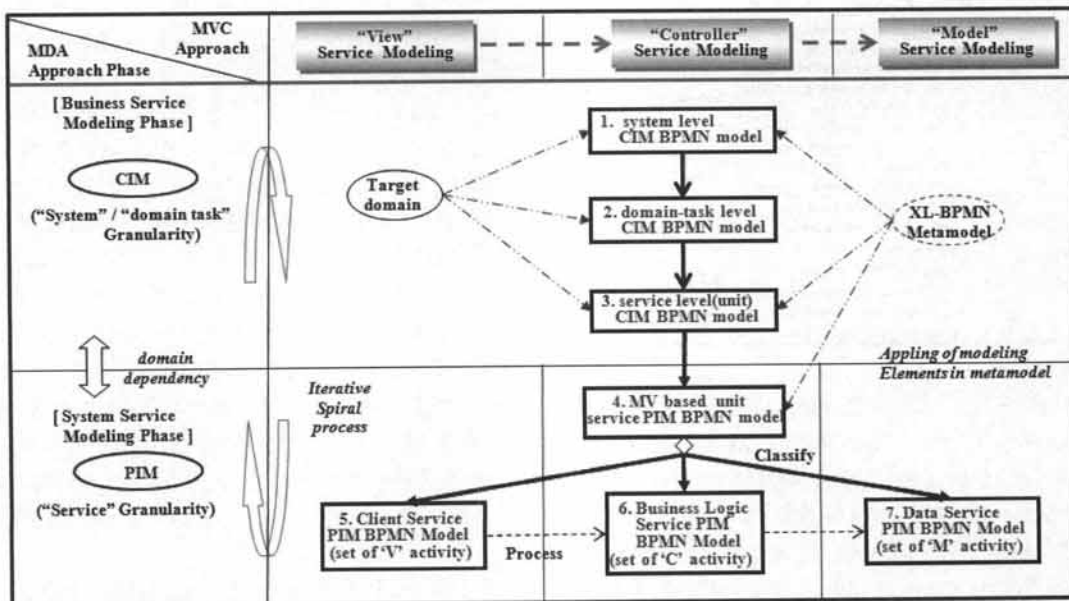 MVC
Approach
MDA
Approach Phase
“View”
Service Modeling
“Controller”
Service Modeling
“Model”
Service Modeling
[ Business Service
Modeling Phase ]
CIM
(“System” / “domain task”
Granularity)
Target
domain
1. system level
CIM BPMN model
2. domain-task level
CIM BPMN model
3. service level(unit)
CIM BPMN model
XL-BPMN
Metamodel
domain
dependency
Appling of modeling
Elements in metamodel
[ System Service
Modeling Phase ]
PIM
(“Service” Granularity)
Iterative
Spiral
process
4. MV based unit
service PIM BPMN model
Classify
5. Client Service
PIM BPMN Model
(set of ‘V’ activity)
Process
6. Business Logic
Service PIM
BPMN Model
(set of ‘C’ activity)
7. Data Service
PIM BPMN Model
(set of ‘M’ activity)